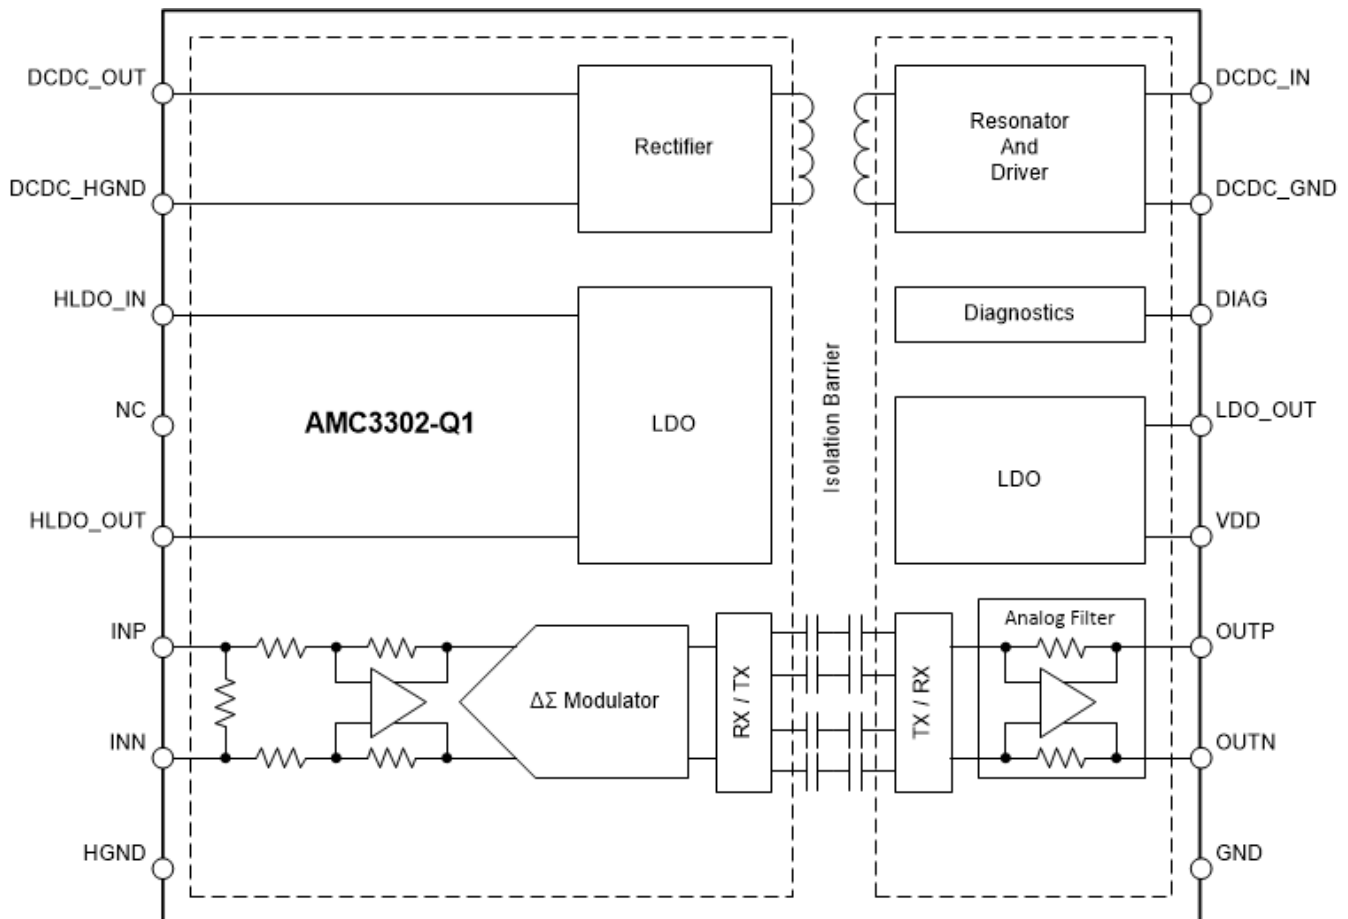 DCDC_OUT
DCDC_IN
Rectifier
Resonator
And
Driver
DCDC_HGND
DCDC_GND
HLDO_IN
Diagnostics
DIAG
NC
AMC3302-Q1
LDO
Isolation Barrier
LDO
LDO_OUT
HLDO_OUT
VDD
INP
Analog Filter
OUTP
ΔΣ Modulator
RX / TX
TX / RX
INN
OUTN
HGND
GND